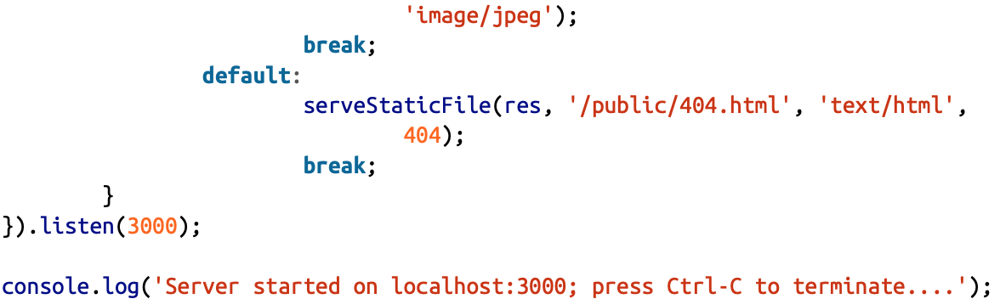 'image/jpeg');
break;
default:
serveStaticFile(res, '/public/404.html', 'text/html',
404);
break;
}
}).listen(3000);
console.log('Server started on localhost:3000; press Ctrl-C to terminate....');